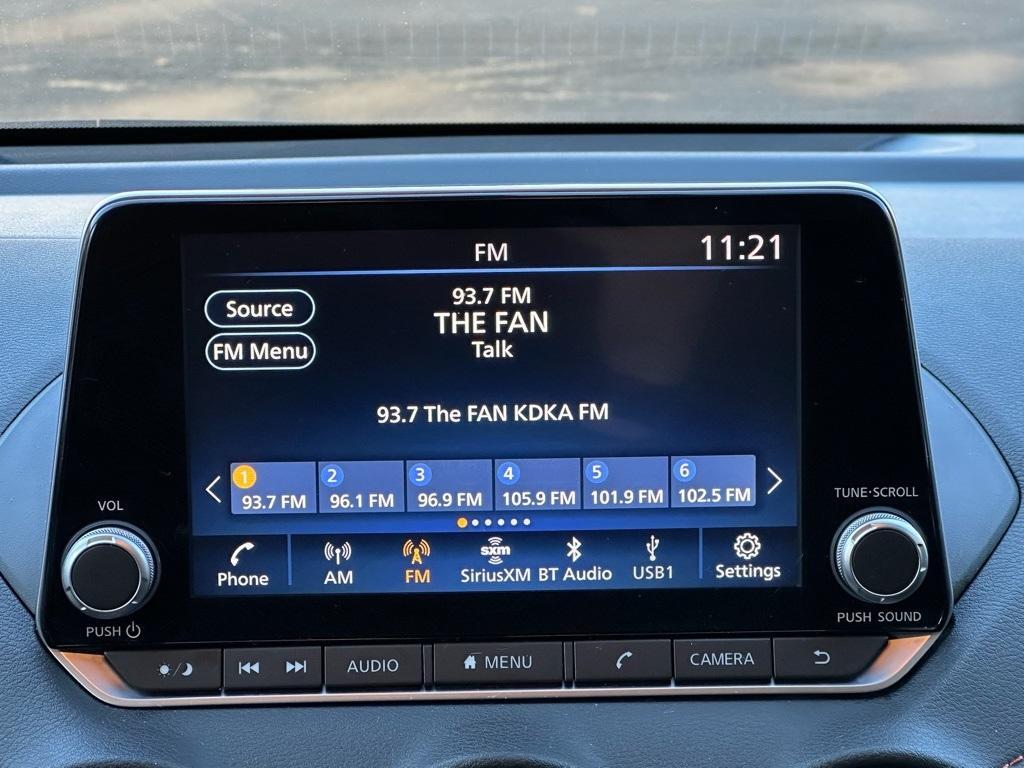 FM 11:21
93.7 FM
Source
THE FAN
FM Menu
Talk
93.7 The FAN KDKA FM
1 2 3 4 5 6
93.7 FM 96.1 FM 96.9 FM 105.9 FM 101.9 FM 102.5 FM
VOL
TUNE·SCROLL
sxm
Phone AM FM SiriusXM BT Audio USB1 Settings
PUSH
PUSH SOUND
AUDIO MENU CAMERA